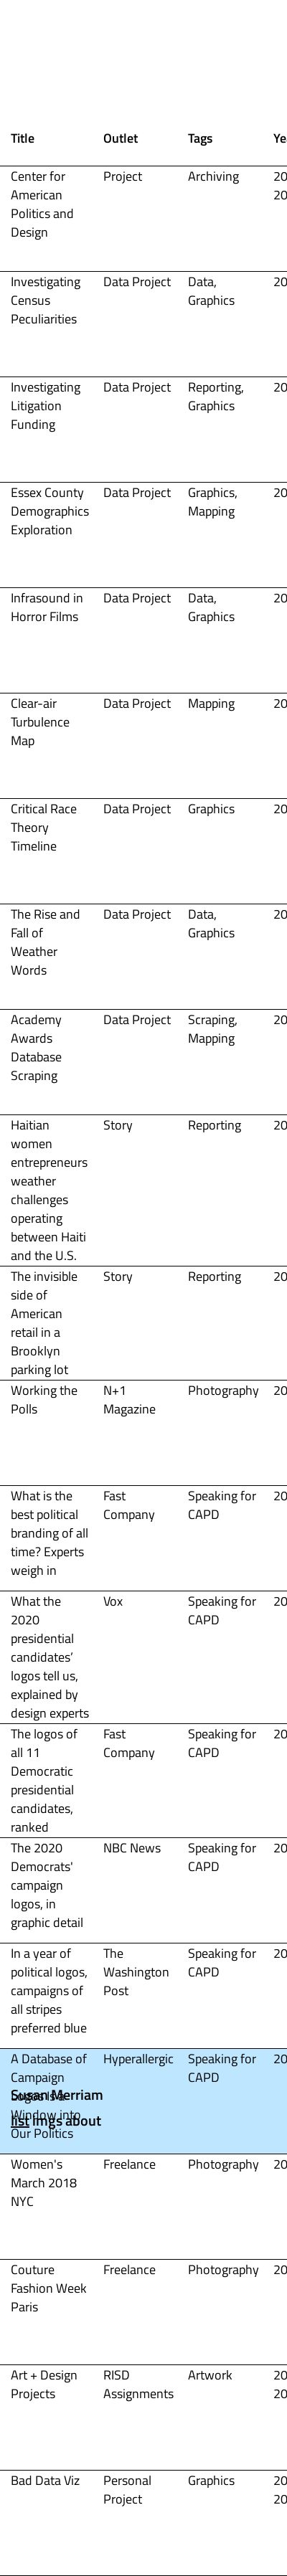 Title Outlet Tags Ye
Center for Project Archiving 20
American 20
Politics and
Design
Investigating Data Project Data, 20
Census Graphics
Peculiarities
Investigating Data Project Reporting, 20
Litigation Graphics
Funding
Essex County Data Project Graphics, 20
Demographics Mapping
Exploration
Infrasound in Data Project Data, 20
Horror Films Graphics
Clear-air Data Project Mapping 20
Turbulence
Map
Critical Race Data Project Graphics 20
Theory
Timeline
The Rise and Data Project Data, 20
Fall of Graphics
Weather
Words
Academy Data Project Scraping, 20
Awards Mapping
Database
Scraping
Haitian Story Reporting 20
women
entrepreneurs
weather
challenges
operating
between Haiti
and the U.S.
The invisible Story Reporting 20
side of
American
retail in a
Brooklyn
parking lot
Working the N+1 Photography 20
Polls Magazine
What is the Fast Speaking for 20
best political Company CAPD
branding of all
time? Experts
weigh in
What the Vox Speaking for 20
2020 CAPD
presidential
candidates’
logos tell us,
explained by
design experts
The logos of Fast Speaking for 20
all 11 Company CAPD
Democratic
presidential
candidates,
ranked
The 2020 NBC News Speaking for 20
Democrats' CAPD
campaign
logos, in
graphic detail
In a year of The Speaking for 20
political logos, Washington CAPD
campaigns of Post
all stripes
preferred blue
A Database of Hyperallergic Speaking for 20
Campaign CAPD
Logos Is a
Window into
Our Politics
Susan Merriam
list imgs about
Women's Freelance Photography 20
March 2018
NYC
Couture Freelance Photography 20
Fashion Week
Paris
Art + Design RISD Artwork 20
Projects Assignments 20
Bad Data Viz Personal Graphics 20
Project 20